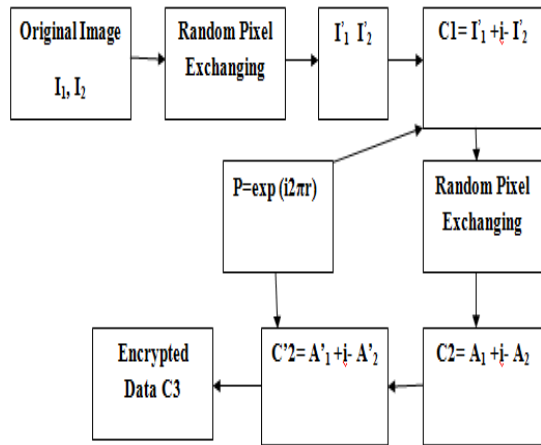 Original Image
I₁, I₂
Random Pixel
Exchanging
I'₁ I'₂
C1= I'₁ +i- I'₂
P=exp (i2πr)
Random Pixel
Exchanging
Encrypted
Data C3
C'2= A'₁ +i- A'₂
C2= A₁ +i- A₂